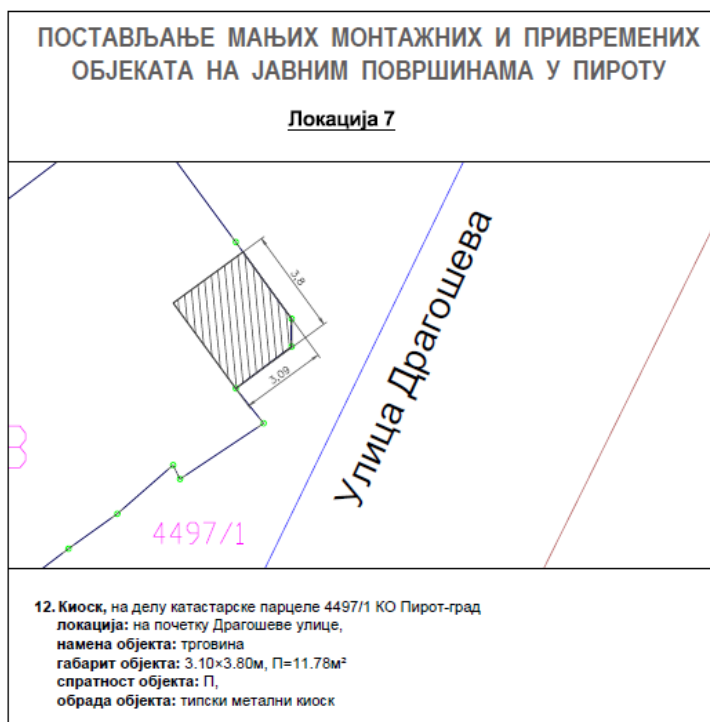 ПОСТАВЉАЊЕ МАЊИХ МОНТАЖНИХ И ПРИВРЕМЕНИХ
ОБЈЕКАТА НА ЈАВНИМ ПОВРШИНАМА У ПИРОТУ
Локација 7
3,8
3,09
Улица Драгошева
4497/1
12. Киоск, на делу катастарске парцеле 4497/1 КО Пирот-град
локација: на почетку Драгошеве улице,
намена објекта: трговина
габарит објекта: 3.10×3.80м, П=11.78м²
спратност објекта: П,
обрада објекта: типски метални киоск